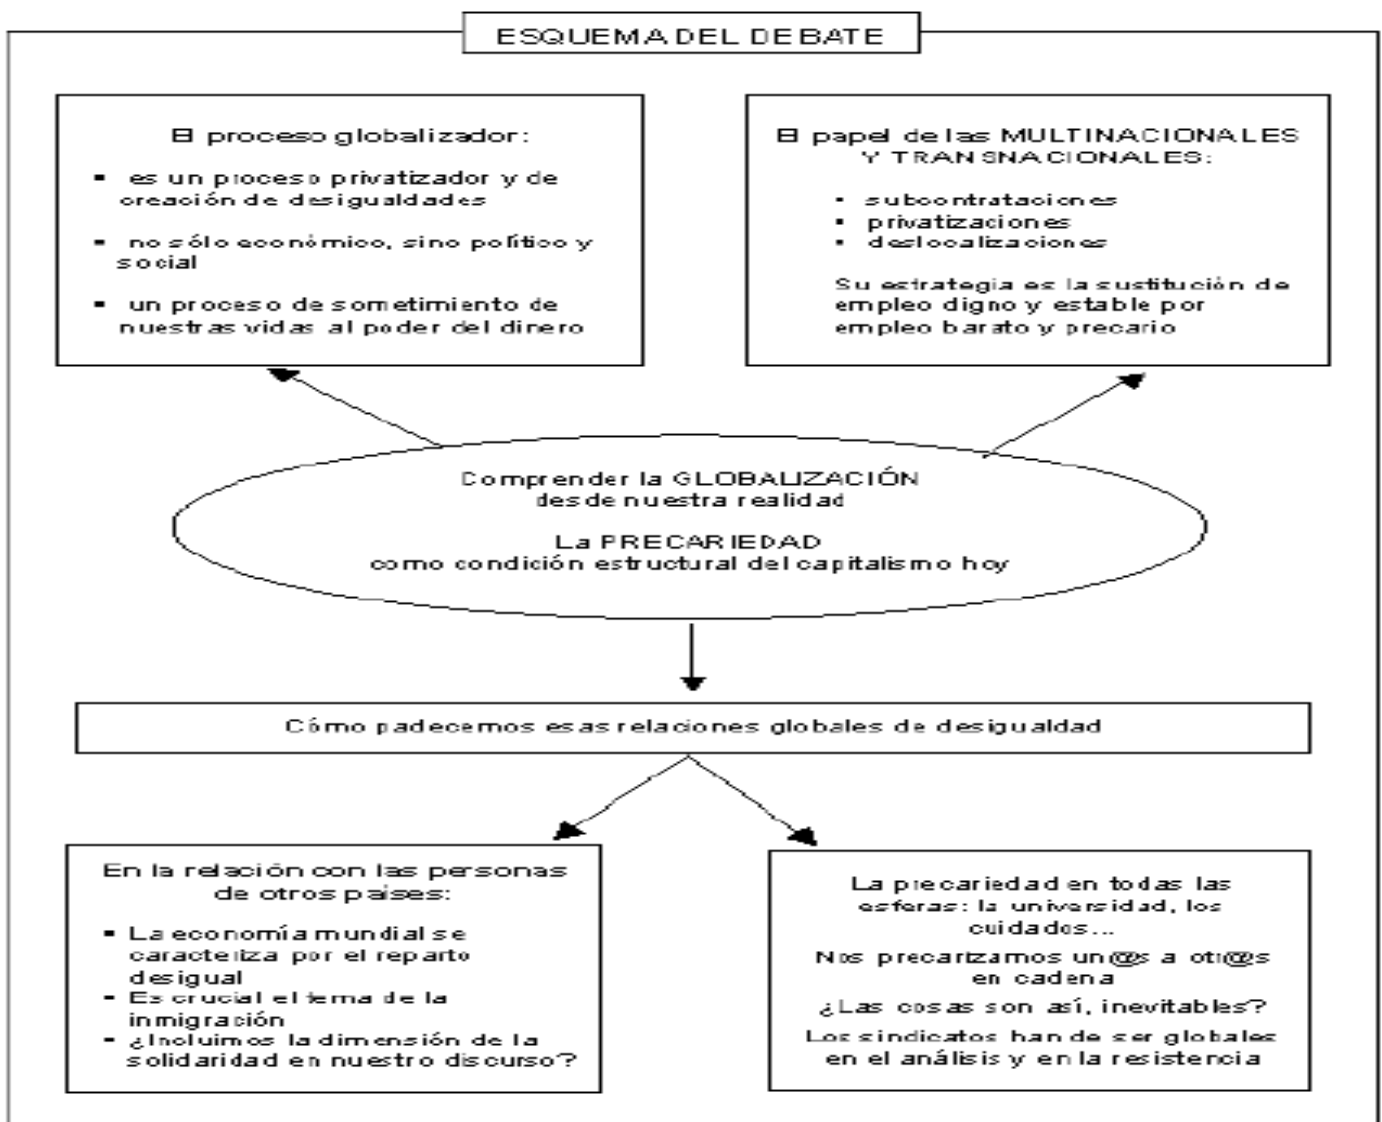 ESQUEMA DEL DEBATE
El proceso globalizador:
▪ es un proceso privatizador y de
creación de desigualdades
▪ no sólo económico, sino político y
social
▪ un proceso de sometimiento de
nuestras vidas al poder del dinero
El papel de las MULTINACIONALES
Y TRANSNACIONALES:
▪ subcontrataciones
▪ privatizaciones
▪ deslocalizaciones
Su estrategia es la sustitución de
empleo digno y estable por
empleo barato y precario
Comprender la GLOBALIZACIÓN
desde nuestra realidad
La PRECARIEDAD
como condición estructural del capitalismo hoy
Cómo padecemos esas relaciones globales de desigualdad
En la relación con las personas
de otros países:
▪ La economía mundial se
caracteriza por el reparto
desigual
▪ Es crucial el tema de la
inmigración
▪ ¿Incluimos la dimensión de la
solidaridad en nuestro discurso?
La precariedad en todas las
esferas: la universidad, los
cuidados...
Nos precarizamos un@s a otr@s
en cadena
¿Las cosas son así, inevitables?
Los sindicatos han de ser globales
en el análisis y en la resistencia